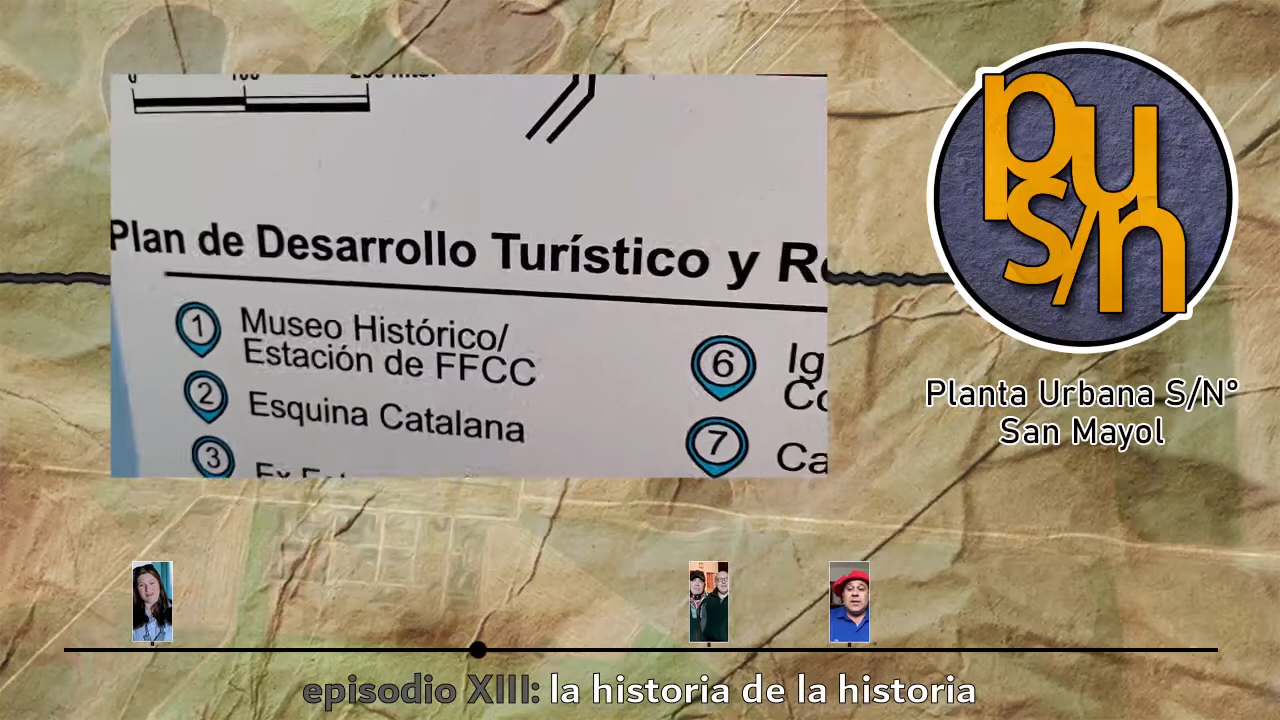 Plan de Desarrollo Turístico y
1 Museo Histórico/
Estación de FFCC
2 Esquina Catalana
3
6
7
pu
s/n
Planta Urbana S/N°
San Mayol
episodio XIII: la historia de la historia